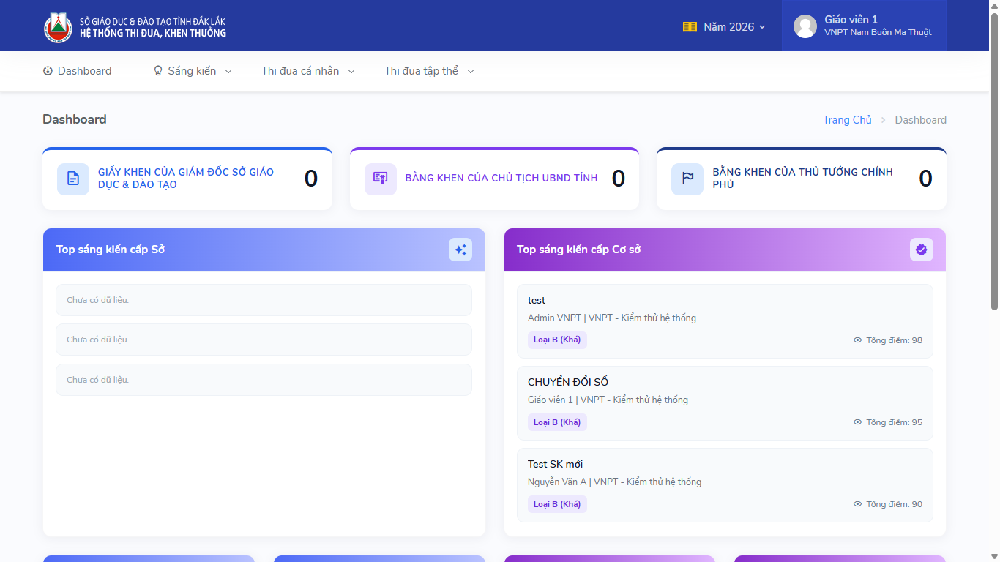 SỞ GIÁO DỤC & ĐÀO TẠO TỈNH ĐẮK LẮK
HỆ THỐNG THI ĐUA, KHEN THƯỞNG
Năm 2026
Giáo viên 1
VNPT Nam Buôn Ma Thuột
Dashboard
Sáng kiến
Thi đua cá nhân
Thi đua tập thể
Dashboard
Trang Chủ
Dashboard
GIẤY KHEN CỦA GIÁM ĐỐC SỞ GIÁO
DỤC & ĐÀO TẠO
0
BẰNG KHEN CỦA CHỦ TỊCH UBND TỈNH
0
BẰNG KHEN CỦA THỦ TƯỚNG CHÍNH
PHỦ
0
Top sáng kiến cấp Sở
Chưa có dữ liệu.
Chưa có dữ liệu.
Chưa có dữ liệu.
Top sáng kiến cấp Cơ sở
test
Admin VNPT | VNPT - Kiểm thử hệ thống
Loại B (Khá)
Tổng điểm: 98
CHUYỂN ĐỔI SỐ
Giáo viên 1 | VNPT - Kiểm thử hệ thống
Loại B (Khá)
Tổng điểm: 95
Test SK mới
Nguyễn Văn A | VNPT - Kiểm thử hệ thống
Loại B (Khá)
Tổng điểm: 90